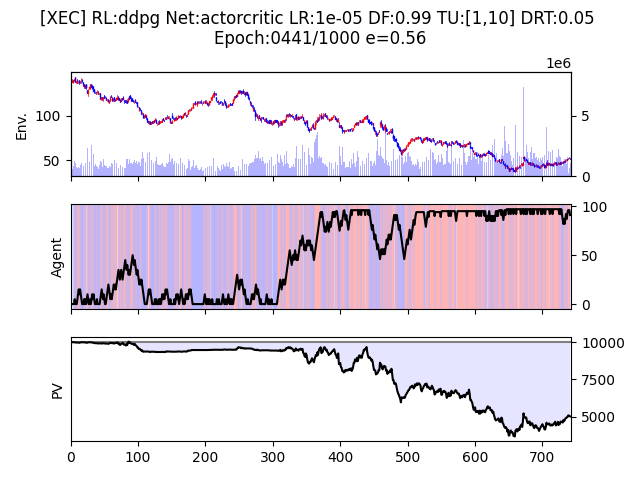 [XEC] RL:ddpg Net:actorcritic LR:1e-05 DF:0.99 TU:[1,10] DRT:0.05
Epoch:0441/1000 e=0.56
1e6
Env.
100
50
5
0
Agent
100
50
0
PV
10000
7500
5000
0 100 200 300 400 500 600 700